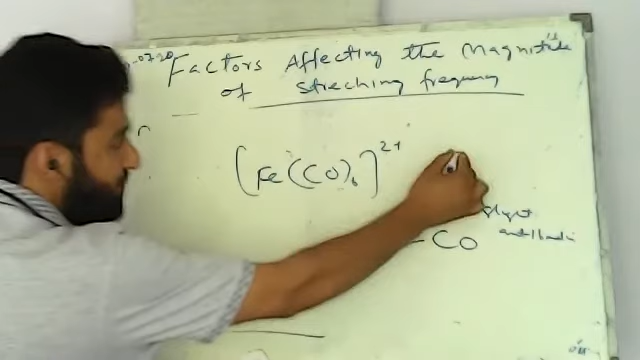 Factors Affecting the Magnitude
of streching frequency
[Fe(CO)6]2+
- CO